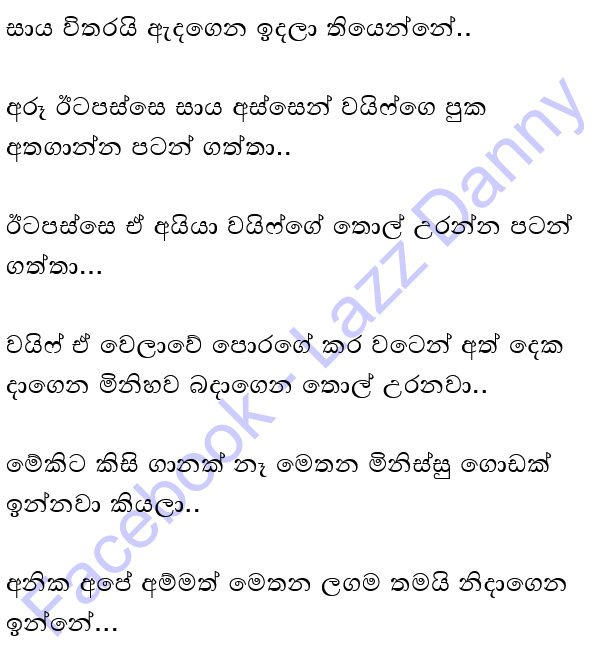 සාය විතරයි ඇදගෙන ඉදලා තියෙන්නේ..
අරූ ඊටපස්සෙ සාය අස්සෙන් වයිෆ්ගෙ පුක
අතගාන්න පටන් ගත්තා..
ඊටපස්සෙ ඒ අයියා වයිෆ්ගේ තොල් උරන්න පටන්
ගත්තා...
වයිෆ් ඒ වෙලාවේ පොරගේ කර වටෙන් අත් දෙක
දාගෙන මිනිහව බදාගෙන තොල් උරනවා..
මේකිට කිසි ගානක් නෑ මෙතන මිනිස්සු ගොඩක්
ඉන්නවා කියලා..
අනික අපේ අම්මත් මෙතන ලගම තමයි නිදාගෙන
ඉන්නේ...
Facebook - Lazz Danny